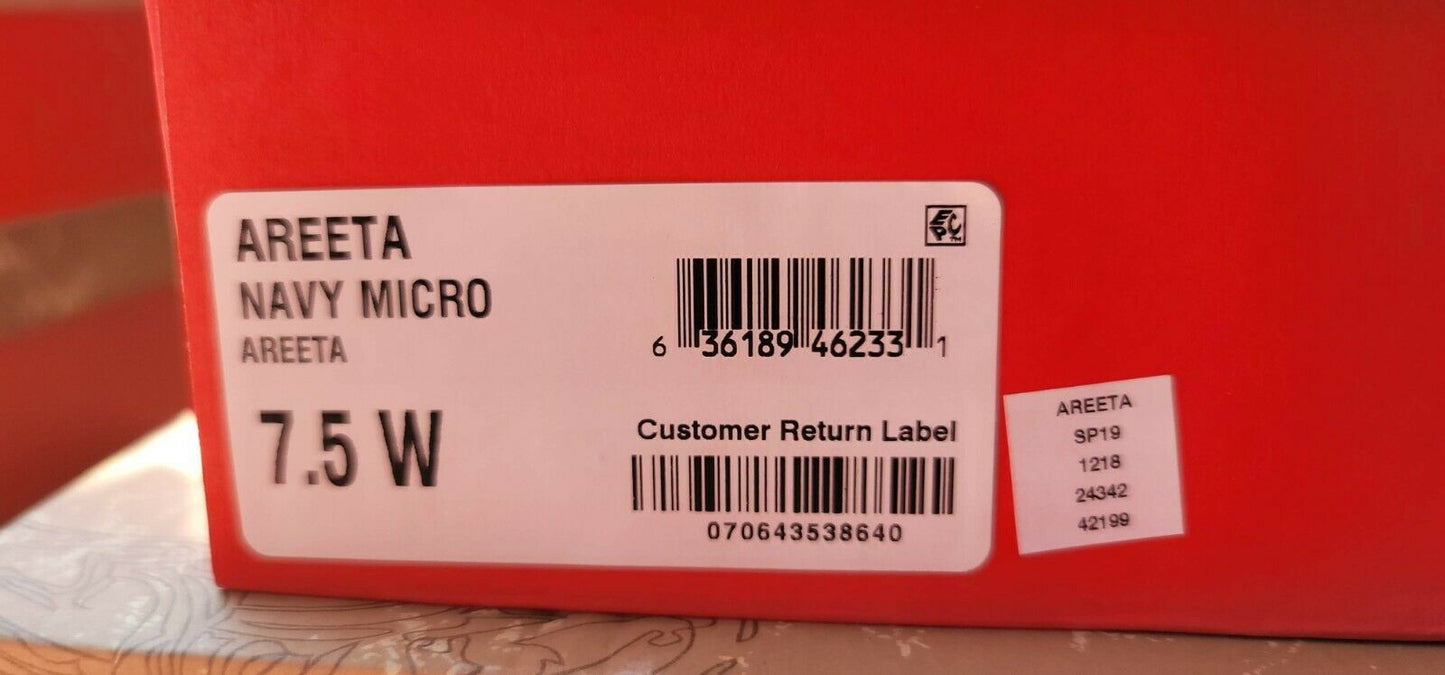 AREETA
NAVY MICRO
AREETA
7.5 W
EPC™
6 36189 46233 1
Customer Return Label
070643538640
AREETA
SP19
1218
24342
42199